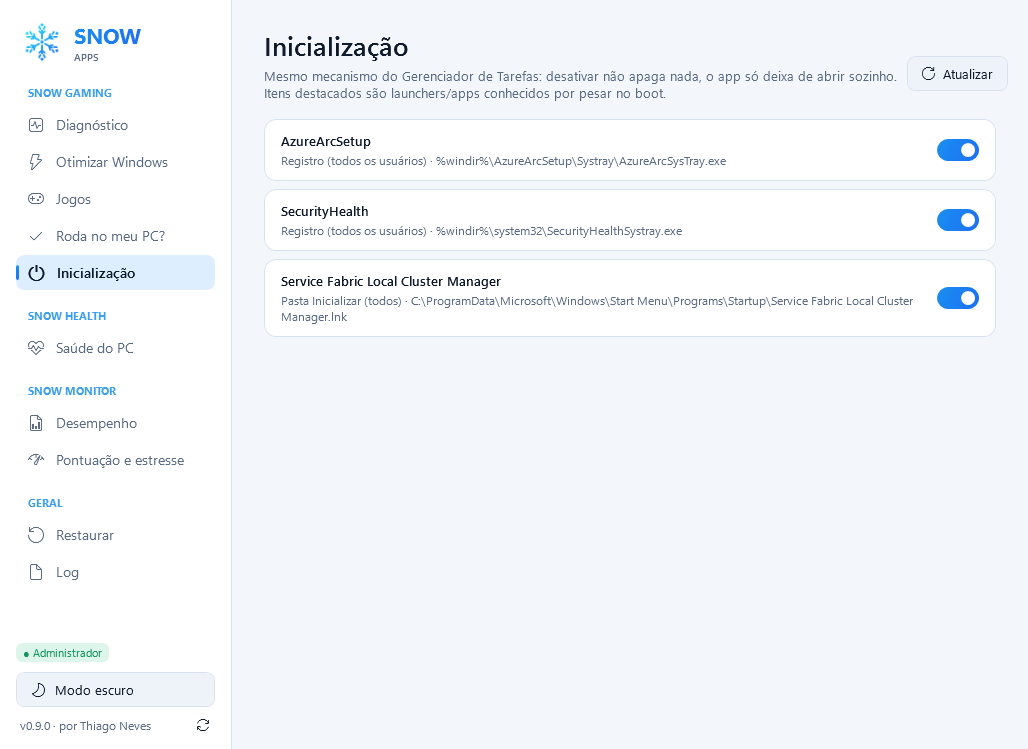 SNOW
APPS
SNOW GAMING
Diagnóstico
Otimizar Windows
Jogos
Roda no meu PC?
Inicialização
SNOW HEALTH
Saúde do PC
SNOW MONITOR
Desempenho
Pontuação e estresse
GERAL
Restaurar
Log
Administrador
Modo escuro
v0.9.0 · por Thiago Neves
Inicialização
Mesmo mecanismo do Gerenciador de Tarefas: desativar não apaga nada, o app só deixa de abrir sozinho.
Itens destacados são launchers/apps conhecidos por pesar no boot.
Atualizar
AzureArcSetup
Registro (todos os usuários) · %windir%\AzureArcSetup\Systray\AzureArcSysTray.exe
SecurityHealth
Registro (todos os usuários) · %windir%\system32\SecurityHealthSystray.exe
Service Fabric Local Cluster Manager
Pasta Inicializar (todos) · C:\ProgramData\Microsoft\Windows\Start Menu\Programs\Startup\Service Fabric Local Cluster
Manager.lnk